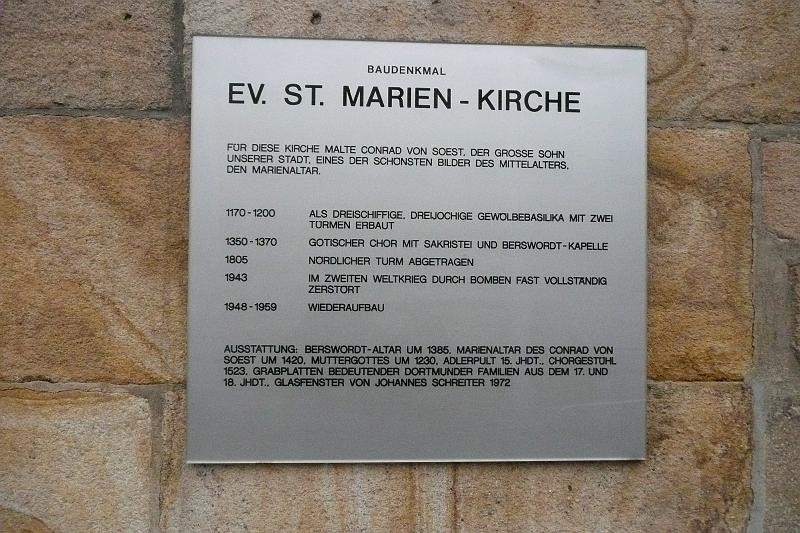 BAUDENKMAL
EV. ST. MARIEN - KIRCHE
FÜR DIESE KIRCHE MALTE CONRAD VON SOEST, DER GROSSE SOHN
UNSERER STADT, EINES DER SCHÖNSTEN BILDER DES MITTELALTERS,
DEN MARIENALTAR.
1170 - 1200 ALS DREISCHIFFIGE, DREIJOCHIGE GEWÖLBEBASILIKA MIT ZWEI
TÜRMEN ERBAUT
1350 - 1370 GOTISCHER CHOR MIT SAKRISTEI UND BERSWORDT - KAPELLE
1805 NÖRDLICHER TURM ABGETRAGEN
1943 IM ZWEITEN WELTKRIEG DURCH BOMBEN FAST VOLLSTÄNDIG
ZERSTÖRT
1948 - 1959 WIEDERAUFBAU
AUSSTATTUNG: BERSWORDT-ALTAR UM 1385, MARIENALTAR DES CONRAD VON
SOEST UM 1420, MUTTERGOTTES UM 1230, ADLERPULT 15. JHDT., CHORGESTÜHL
1523, GRABPLATTEN BEDEUTENDER DORTMUNDER FAMILIEN AUS DEM 17. UND
18. JHDT., GLASFENSTER VON JOHANNES SCHREITER 1972